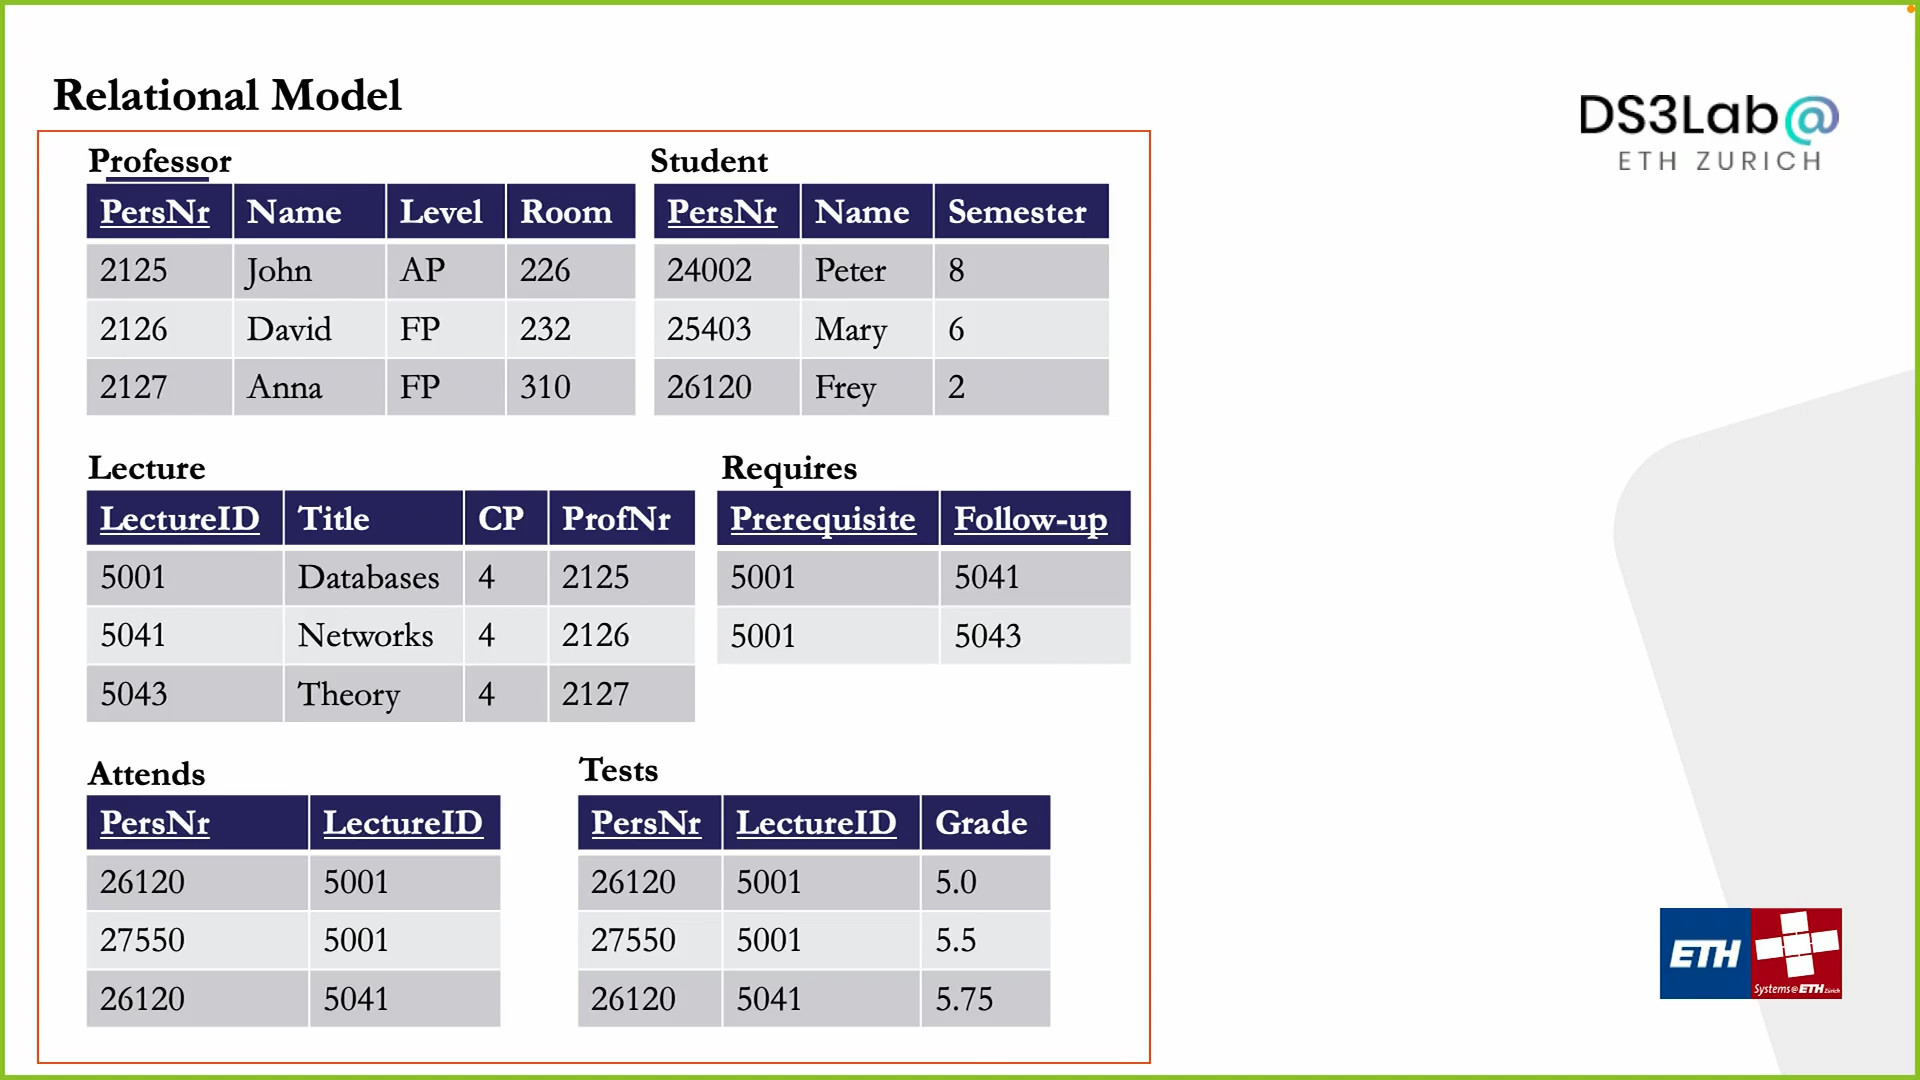 Relational Model
DS3Lab@
ETH ZURICH
Professor
PersNr Name Level Room
2125 John AP 226
2126 David FP 232
2127 Anna FP 310
Student
PersNr Name Semester
24002 Peter 8
25403 Mary 6
26120 Frey 2
Lecture
LectureID Title CP ProfNr
5001 Databases 4 2125
5041 Networks 4 2126
5043 Theory 4 2127
Requires
Prerequisite Follow-up
5001 5041
5001 5043
Attends
PersNr LectureID
26120 5001
27550 5001
26120 5041
Tests
PersNr LectureID Grade
26120 5001 5.0
27550 5001 5.5
26120 5041 5.75
ETH
Systems@ETH Zürich